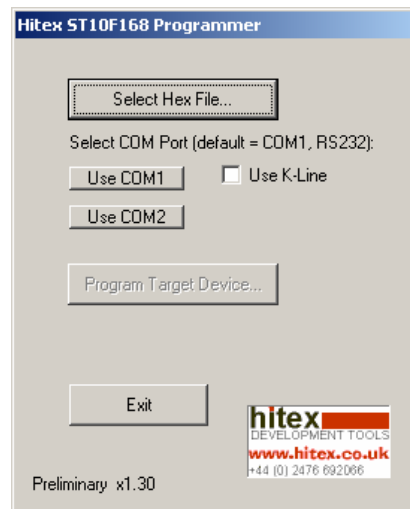 Hitex ST10F168 Programmer
Select Hex File...
Select COM Port (default = COM1, RS232):
Use COM1
Use K-Line
Use COM2
Program Target Device...
Exit
hitex
DEVELOPMENT TOOLS
www.hitex.co.uk
+44 (0) 2476 692066
Preliminary x1.30